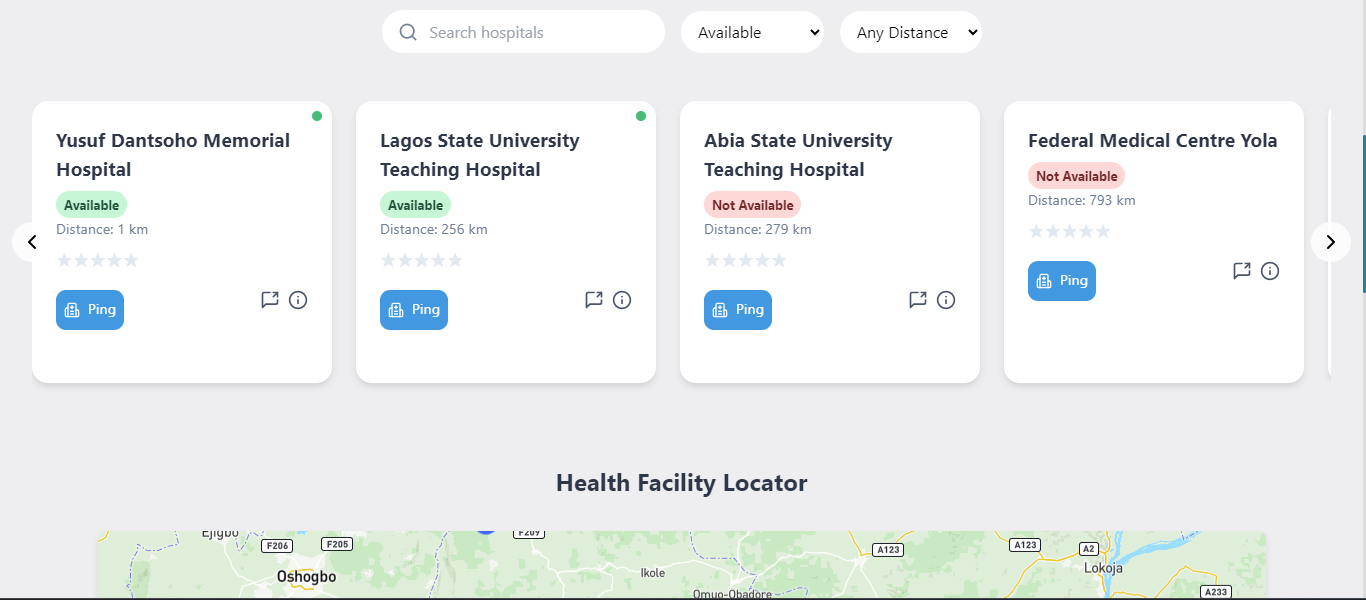 Search hospitals
Available
Any Distance
Yusuf Dantsoho Memorial
Hospital
Available
Distance: 1 km
Ping
Lagos State University
Teaching Hospital
Available
Distance: 256 km
Ping
Abia State University
Teaching Hospital
Not Available
Distance: 279 km
Ping
Federal Medical Centre Yola
Not Available
Distance: 793 km
Ping
Health Facility Locator
Ejigbo
F206
F205
F209
A123
A123
A2
Oshogbo
Ikole
Lokoja
Omuo-Obadore
A233